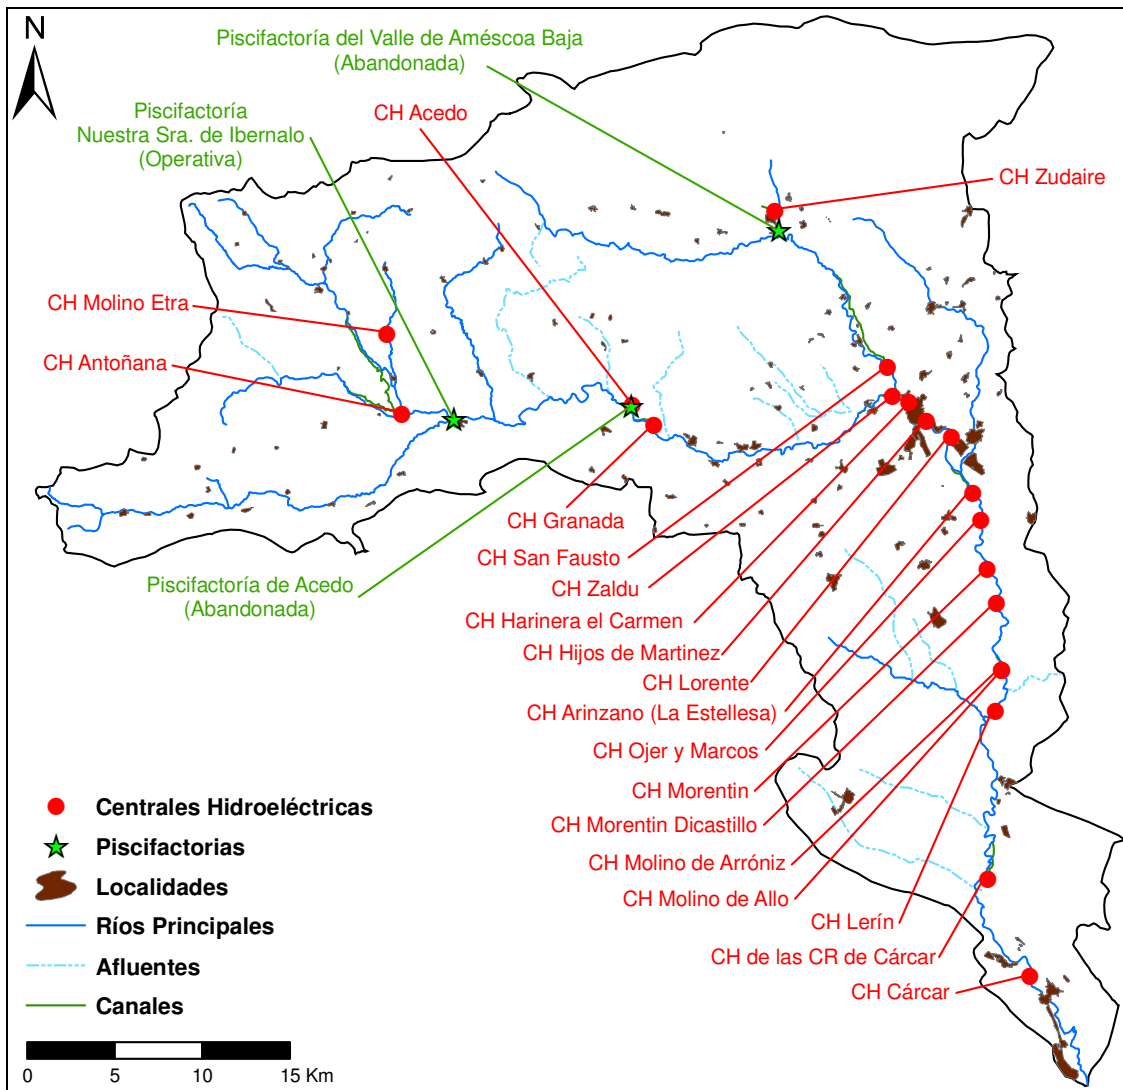 N
Piscifactoría del Valle de Améscoa Baja
(Abandonada)
Piscifactoría
Nuestra Sra. de Ibernalo
(Operativa)
CH Acedo
CH Zudaire
CH Molino Etra
CH Antoñana
CH Granada
CH San Fausto
Piscifactoría de Acedo
(Abandonada)
CH Zaldu
CH Harinera el Carmen
CH Hijos de Martinez
CH Lorente
CH Arinzano (La Estellesa)
CH Ojer y Marcos
CH Morentin
CH Morentin Dicastillo
CH Molino de Arróniz
CH Molino de Allo
CH Lerín
CH de las CR de Cárcar
CH Cárcar
Centrales Hidroeléctricas
Piscifactorias
Localidades
Ríos Principales
Afluentes
Canales
0 5 10 15 Km